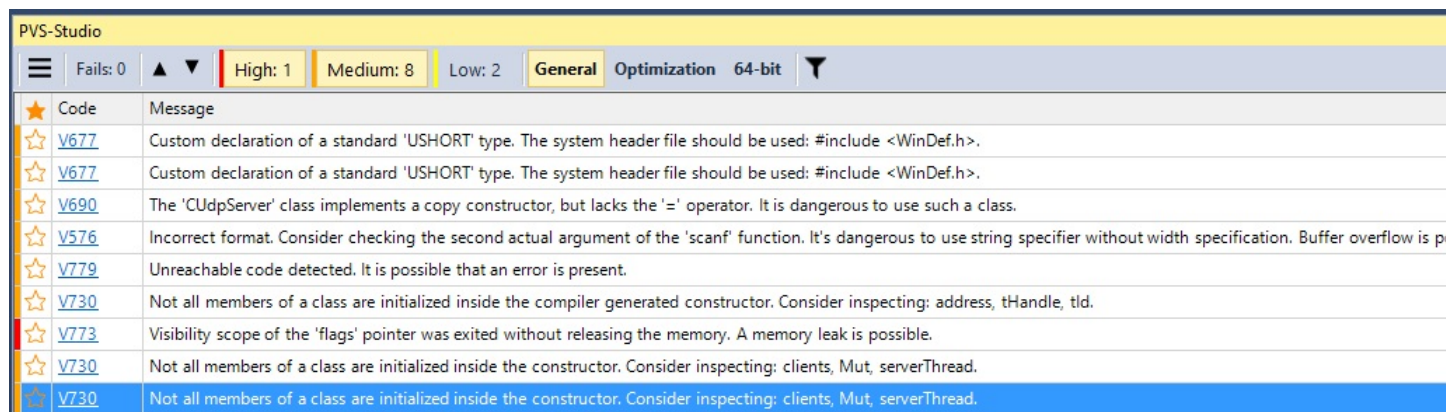 PVS-Studio
Fails: 0 High: 1 Medium: 8 Low: 2 General Optimization 64-bit
Code Message
V677 Custom declaration of a standard 'USHORT' type. The system header file should be used: #include <WinDef.h>.
V677 Custom declaration of a standard 'USHORT' type. The system header file should be used: #include <WinDef.h>.
V690 The 'CUdpServer' class implements a copy constructor, but lacks the '=' operator. It is dangerous to use such a class.
V576 Incorrect format. Consider checking the second actual argument of the 'scanf' function. It's dangerous to use string specifier without width specification. Buffer overflow is
V779 Unreachable code detected. It is possible that an error is present.
V730 Not all members of a class are initialized inside the compiler generated constructor. Consider inspecting: address, tHandle, tId.
V773 Visibility scope of the 'flags' pointer was exited without releasing the memory. A memory leak is possible.
V730 Not all members of a class are initialized inside the constructor. Consider inspecting: clients, Mut, serverThread.
V730 Not all members of a class are initialized inside the constructor. Consider inspecting: clients, Mut, serverThread.